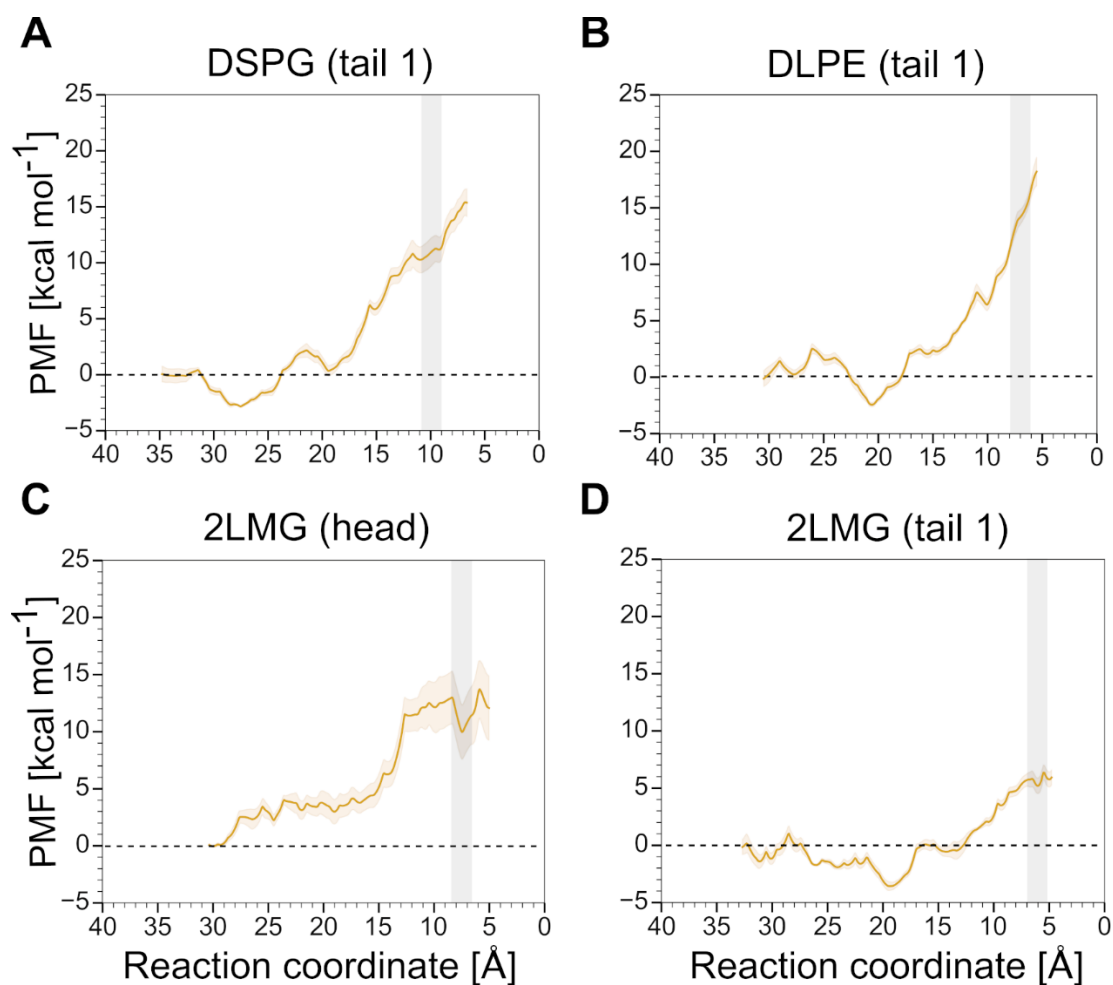 A
DSPG (tail 1)
B
DLPE (tail 1)
PMF [kcal mol⁻¹]
25
20
15
10
5
0
−5
40 35 30 25 20 15 10 5 0
25
20
15
10
5
0
−5
40 35 30 25 20 15 10 5 0
C
2LMG (head)
D
2LMG (tail 1)
PMF [kcal mol⁻¹]
25
20
15
10
5
0
−5
40 35 30 25 20 15 10 5 0
Reaction coordinate [Å]
25
20
15
10
5
0
−5
40 35 30 25 20 15 10 5 0
Reaction coordinate [Å]